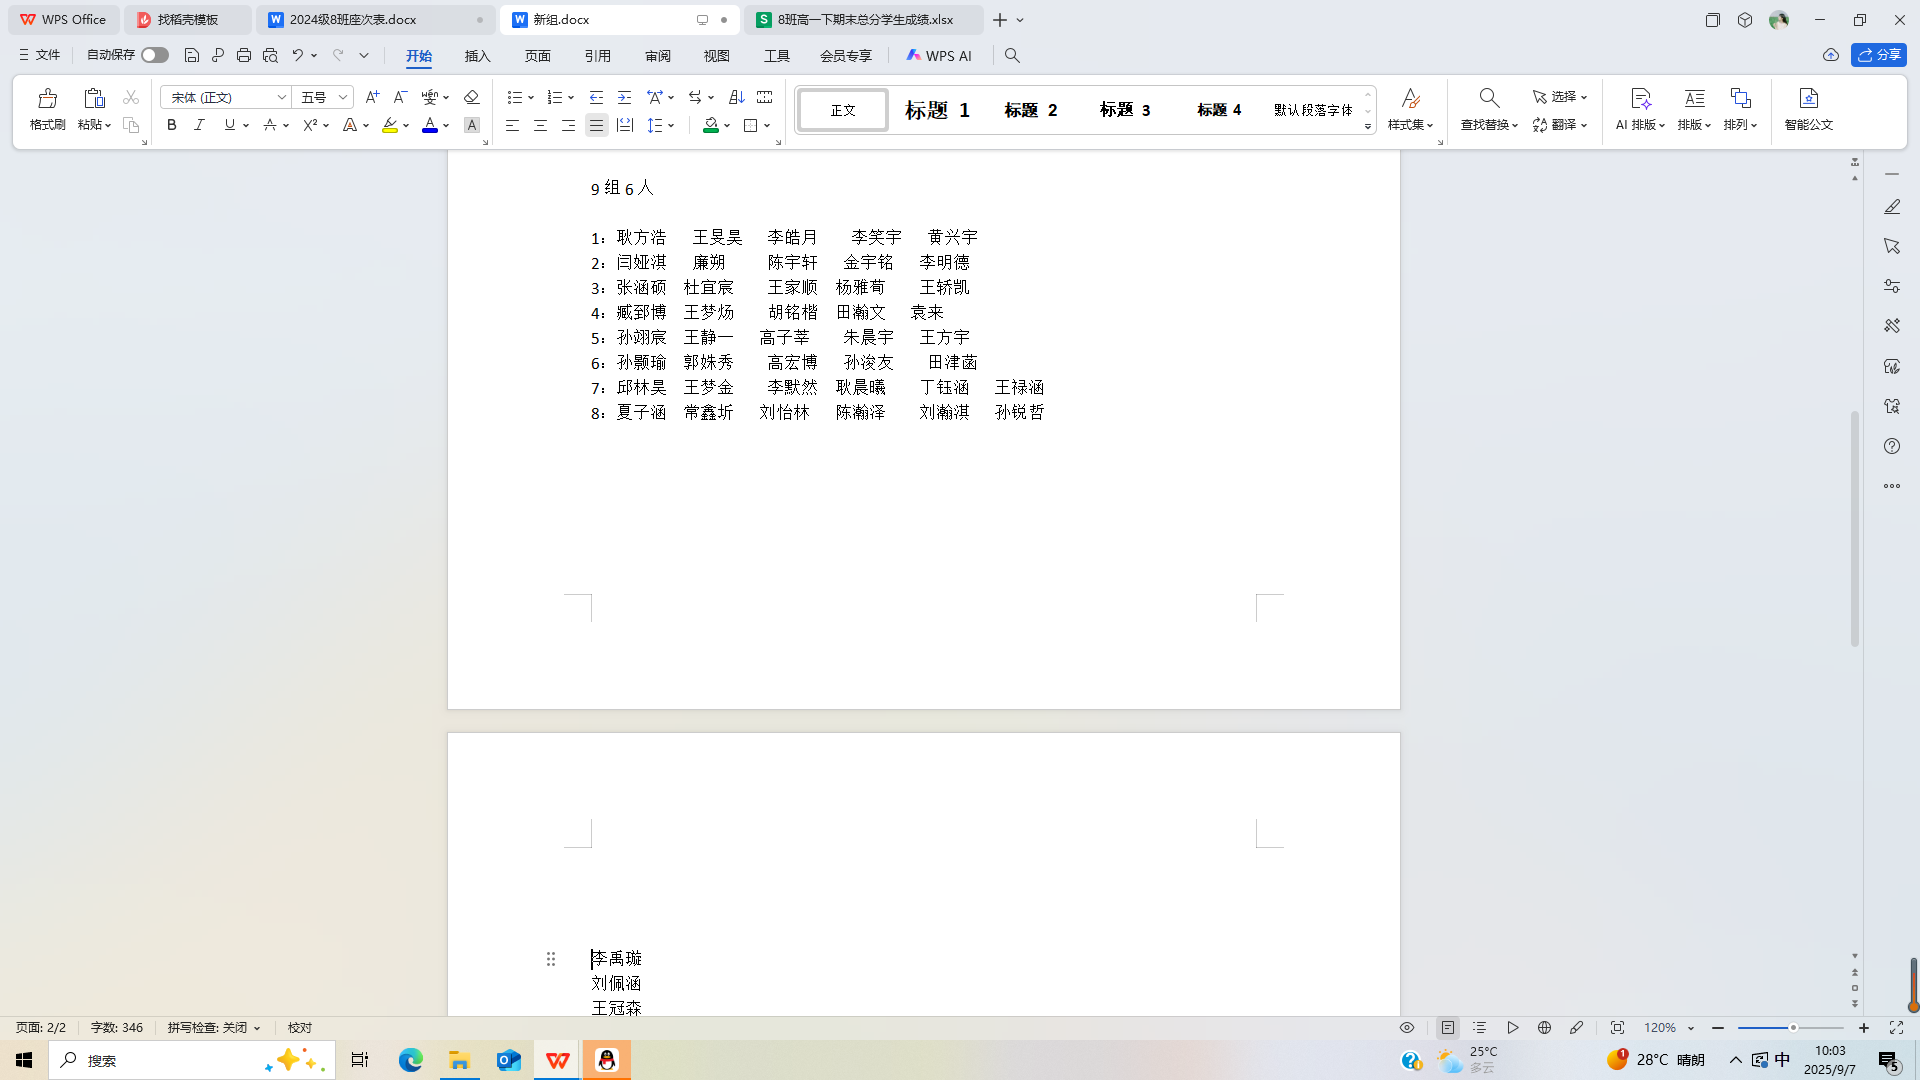 WPS Office
找稻壳模板
2024级8班座次表.docx
新组.docx
8班高一下期末总分学生成绩.xlsx
文件
自动保存
开始
插入
页面
引用
审阅
视图
工具
会员专享
WPS AI
分享
格式刷
粘贴
宋体 (正文)
五号
正文
标题 1
标题 2
标题 3
标题 4
默认段落字体
样式集
查找替换
选择
翻译
AI 排版
排版
排列
智能公文
9组6人
1：耿方浩 王旻昊 李皓月 李笑宇 黄兴宇
2：闫娅淇 廉朔 陈宇轩 金宇铭 李明德
3：张涵硕 杜宜宸 王家顺 杨雅萄 王轿凯
4：臧郅博 王梦炀 胡铭楷 田瀚文 袁来
5：孙翊宸 王静一 高子莘 朱晨宇 王方宇
6：孙颢瑜 郭姝秀 高宏博 孙浚友 田津菡
7：邱林昊 王梦金 李默然 耿晨曦 丁钰涵 王禄涵
8：夏子涵 常鑫圻 刘怡林 陈瀚泽 刘瀚淇 孙锐哲
李禹璇
刘佩涵
王冠森
页面: 2/2
字数: 346
拼写检查: 关闭
校对
120%
搜索
25°C
多云
1
28°C 晴朗
中
10:03
2025/9/7
5